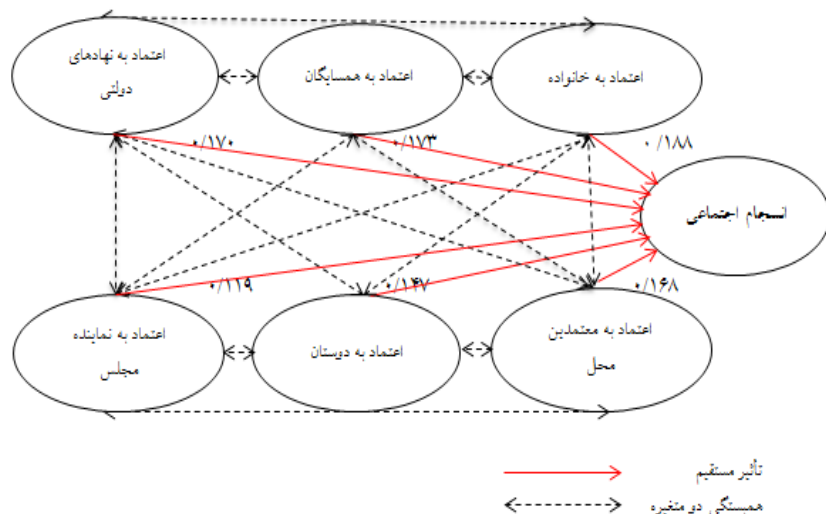 اعتماد به خانواده
اعتماد به همسایگان
اعتماد به نهادهای
دولتی
۰/۱۸۸
۰/۱۷۳
۰/۱۷۰
انسجام اجتماعی
۰/۱۶۸
۰/۱۴۷
۰/۱۱۹
اعتماد به معتمدین
محل
اعتماد به دوستان
اعتماد به نماینده
مجلس
تأثیر مستقیم
همبستگی دو متغیره